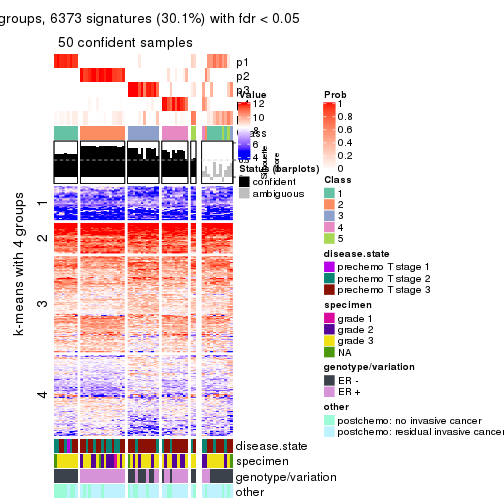 groups, 6373 signatures (30.1%) with fdr < 0.05
50 confident samples
p1
p2
p3
Value
12
10
8
6
4
Silhouette
score
Status (barplots)
confident
ambiguous
Prob
1
0.8
0.6
0.4
0.2
0
Class
1
2
3
4
5
disease.state
prechemo T stage 1
prechemo T stage 2
prechemo T stage 3
specimen
grade 1
grade 2
grade 3
NA
genotype/variation
ER -
ER +
other
postchemo: no invasive cancer
postchemo: residual invasive cancer
k-means with 4 groups
1
2
3
4
disease.state
specimen
genotype/variation
other